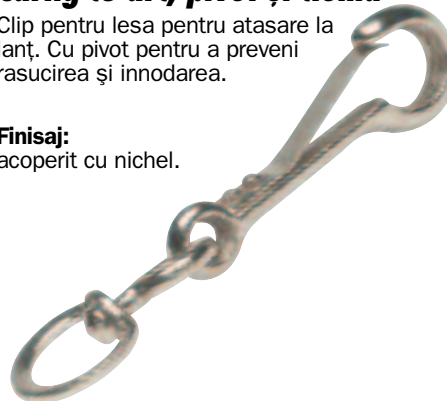 Clip pentru lesa pentru atasare la
lanţ. Cu pivot pentru a preveni
rasucirea şi innodarea.
Finisaj:
acoperit cu nichel.